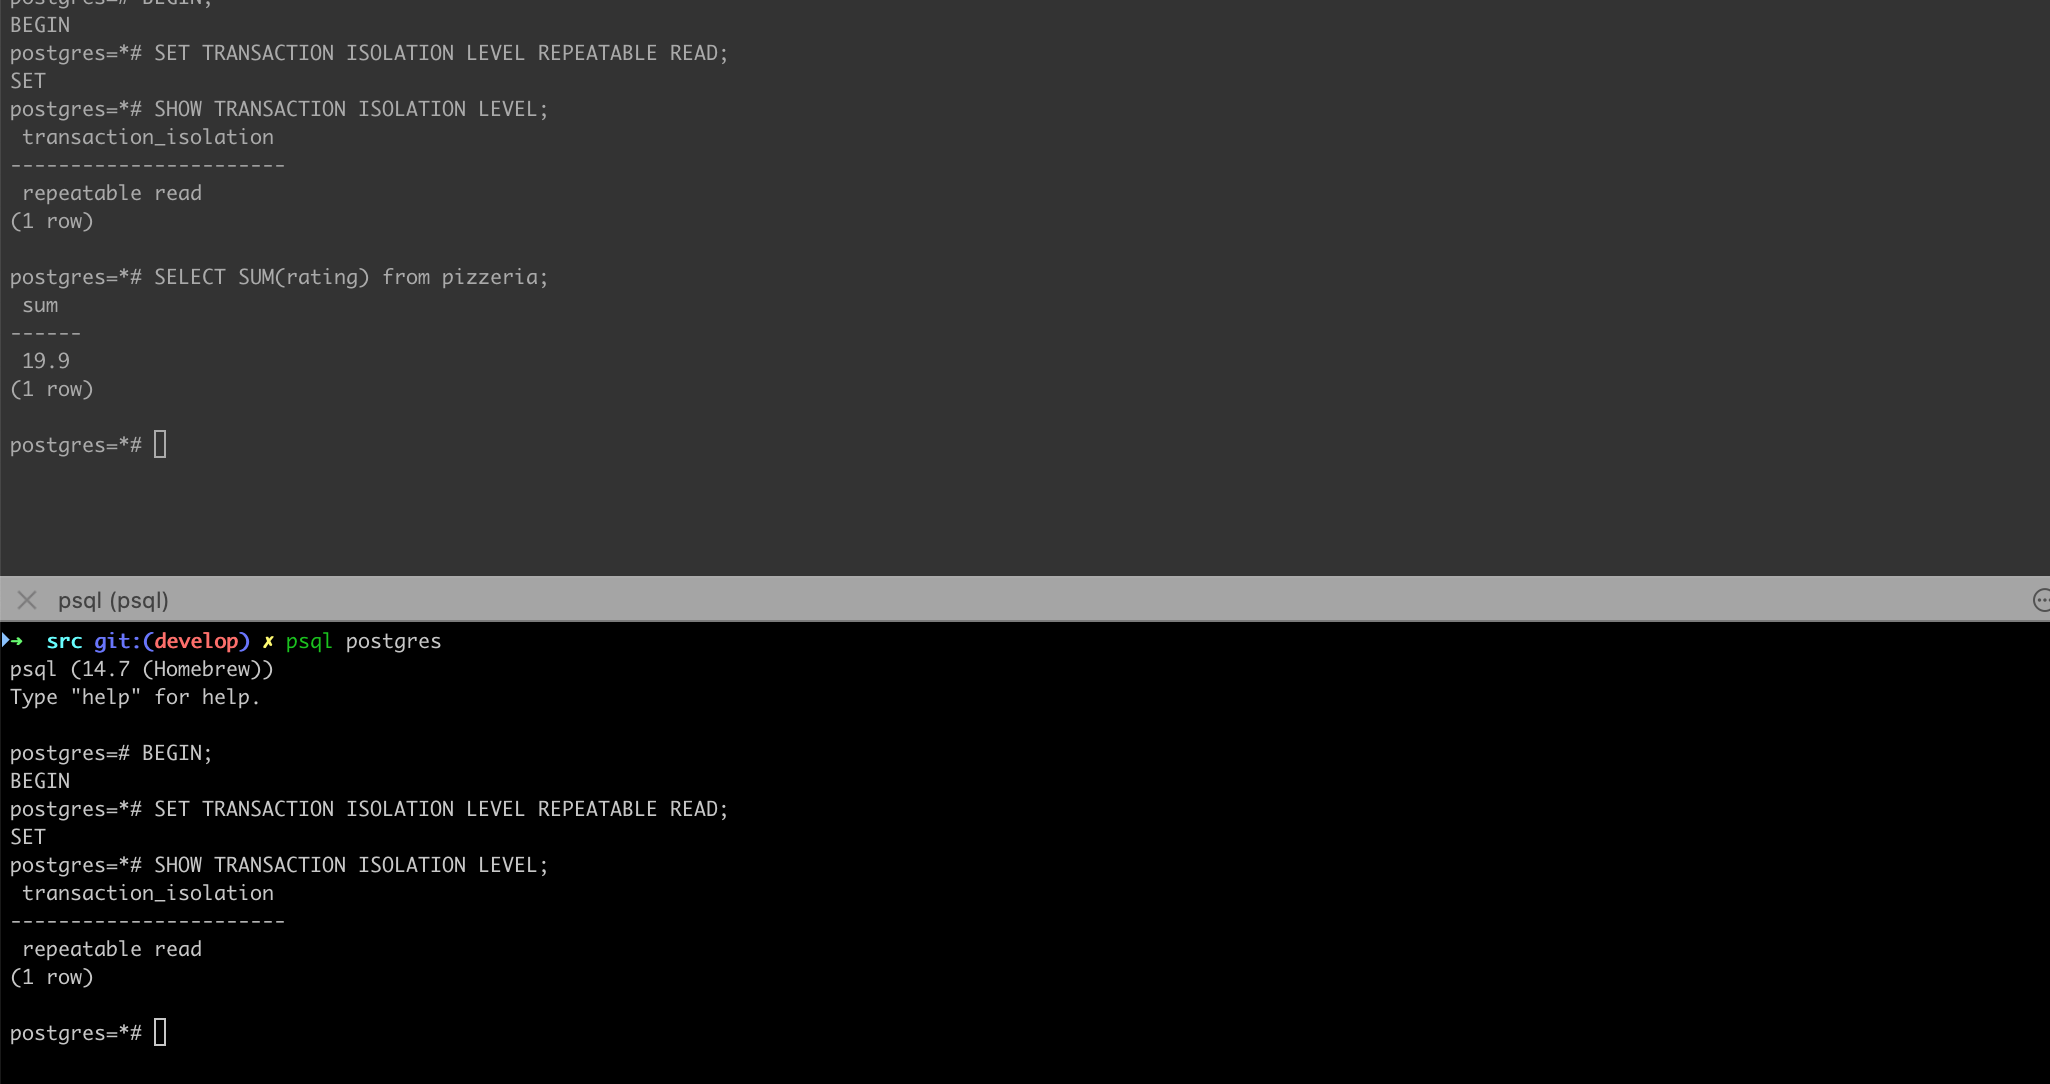 postgres=# BEGIN;
BEGIN
postgres=*# SET TRANSACTION ISOLATION LEVEL REPEATABLE READ;
SET
postgres=*# SHOW TRANSACTION ISOLATION LEVEL;
 transaction_isolation
-----------------------
 repeatable read
(1 row)

postgres=*# SELECT SUM(rating) from pizzeria;
 sum
------
 19.9
(1 row)

postgres=*#
psql (psql)
➜  src git:(develop) ✗ psql postgres
psql (14.7 (Homebrew))
Type "help" for help.

postgres=# BEGIN;
BEGIN
postgres=*# SET TRANSACTION ISOLATION LEVEL REPEATABLE READ;
SET
postgres=*# SHOW TRANSACTION ISOLATION LEVEL;
 transaction_isolation
-----------------------
 repeatable read
(1 row)

postgres=*#